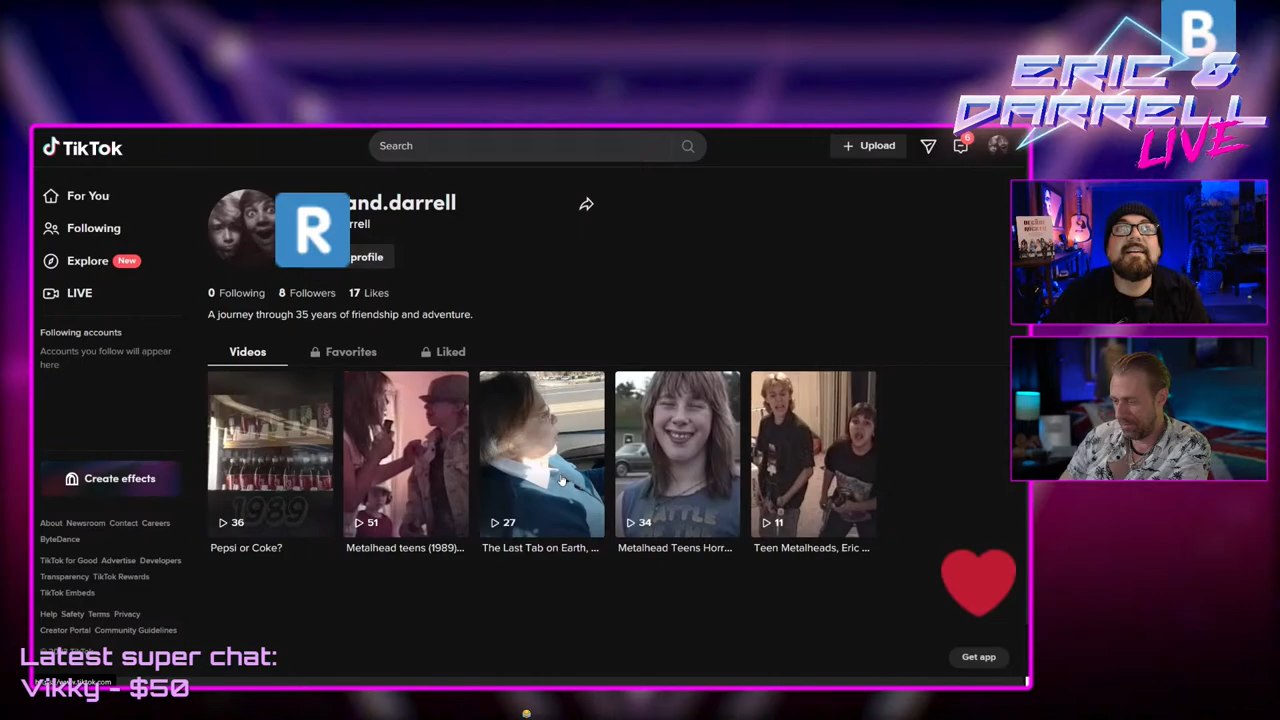 B
ERIC &
DARRELL
LIVE
TikTok
Search
+ Upload
6
For You
Following
Explore New
LIVE
Following accounts
Accounts you follow will appear
here
Create effects
About Newsroom Contact Careers
ByteDance
TikTok for Good Advertise Developers
Transparency TikTok Rewards
TikTok Embeds
Help Safety Terms Privacy
Creator Portal Community Guidelines
R
and.darrell
rrell
profile
0 Following 8 Followers 17 Likes
A journey through 35 years of friendship and adventure.
Videos Favorites Liked
1989
36 51 27 34 11
Pepsi or Coke? Metalhead teens (1989)... The Last Tab on Earth, ... Metalhead Teens Horr... Teen Metalheads, Eric ...
Get app
Latest super chat:
Vikky - $50